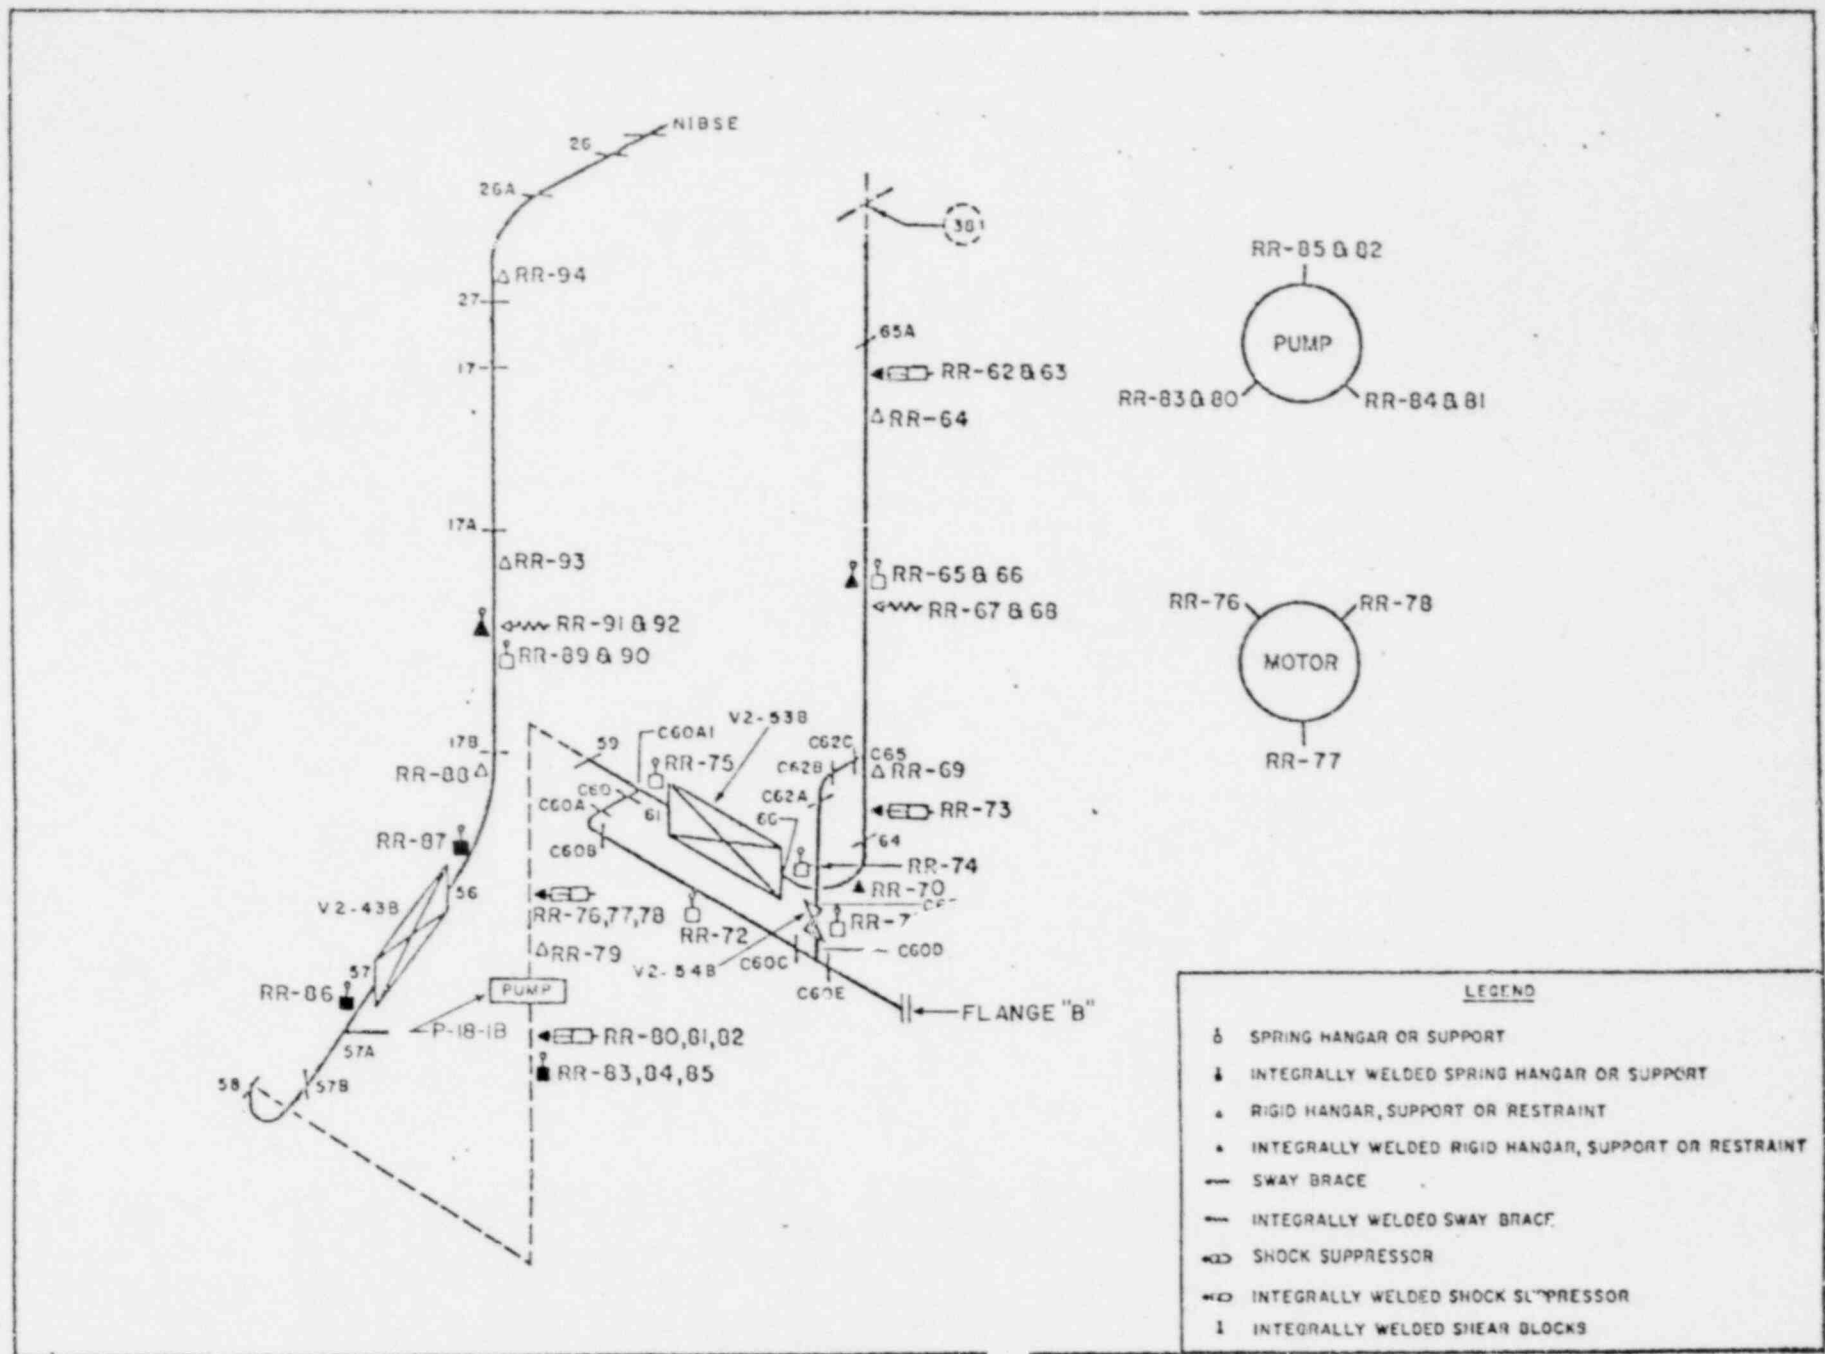 NIBSE
26
26A
381
RR-94
27
65A
17
RR-62 & 63
RR-64
17A
RR-93
RR-65 & 66
RR-67 & 68
RR-91 & 92
RR-89 & 90
V2-53B
C60A1
59
17B
RR-75
C62C
C65
C62B
RR-69
RR-88
C60
C60A
61
C62A
66
RR-73
RR-87
C60B
64
RR-74
RR-70
56
V2-43B
RR-76,77,78
RR-72
RR-79
V2-54B
C60C
C60D
57
RR-86
PUMP
C60E
FLANGE "B"
P-18-1B
57A
RR-80,81,82
RR-83,84,85
58
57B
RR-85 & 82
PUMP
RR-83 & 80
RR-84 & 81
RR-76
RR-78
MOTOR
RR-77
LEGEND
SPRING HANGAR OR SUPPORT
INTEGRALLY WELDED SPRING HANGAR OR SUPPORT
RIGID HANGAR, SUPPORT OR RESTRAINT
INTEGRALLY WELDED RIGID HANGAR, SUPPORT OR RESTRAINT
SWAY BRACE
INTEGRALLY WELDED SWAY BRACE
SHOCK SUPPRESSOR
INTEGRALLY WELDED SHOCK SUPPRESSOR
INTEGRALLY WELDED SHEAR BLOCKS